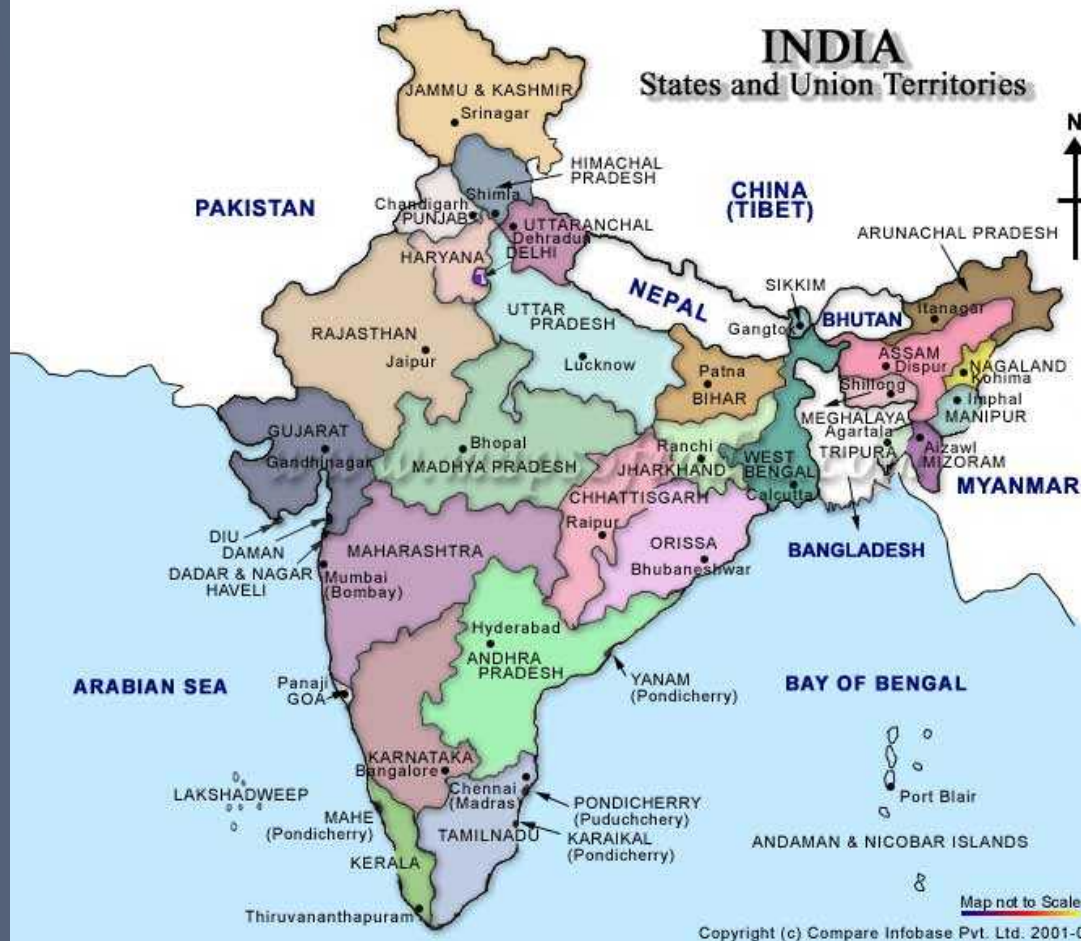 INDIA
States and Union Territories
N
JAMMU & KASHMIR
Srinagar
HIMACHAL
PRADESH
Shimla
PAKISTAN
CHINA
(TIBET)
Chandigarh
PUNJAB
UTTARANCHAL
Dehradun
DELHI
HARYANA
ARUNACHAL PRADESH
NEPAL
SIKKIM
Itanagar
UTTAR
PRADESH
Gangtok
BHUTAN
RAJASTHAN
Jaipur
Lucknow
ASSAM
Dispur
NAGALAND
Kohima
Patna
BIHAR
Shillong
Imphal
MANIPUR
MEGHALAYA
Agartala
TRIPURA
Aizawl
MIZORAM
GUJARAT
Gandhinagar
Bhopal
MADHYA PRADESH
Ranchi
JHARKHAND
WEST
BENGAL
Calcutta
MYANMAR
CHHATTISGARH
Raipur
DIU
DAMAN
DADAR & NAGAR
HAVELI
MAHARASHTRA
Mumbai
(Bombay)
ORISSA
Bhubaneshwar
BANGLADESH
Hyderabad
ANDHRA
PRADESH
YANAM
(Pondicherry)
ARABIAN SEA
BAY OF BENGAL
Panaji
GOA
KARNATAKA
Bangalore
Chennai
(Madras)
PONDICHERRY
(Puduchchery)
LAKSHADWEEP
MAHE
(Pondicherry)
TAMILNADU
KARAIKAL
(Pondicherry)
Port Blair
ANDAMAN & NICOBAR ISLANDS
KERALA
Thiruvananthapuram
Map not to Scale
Copyright (c) Compare Infobase Pvt. Ltd. 2001-0